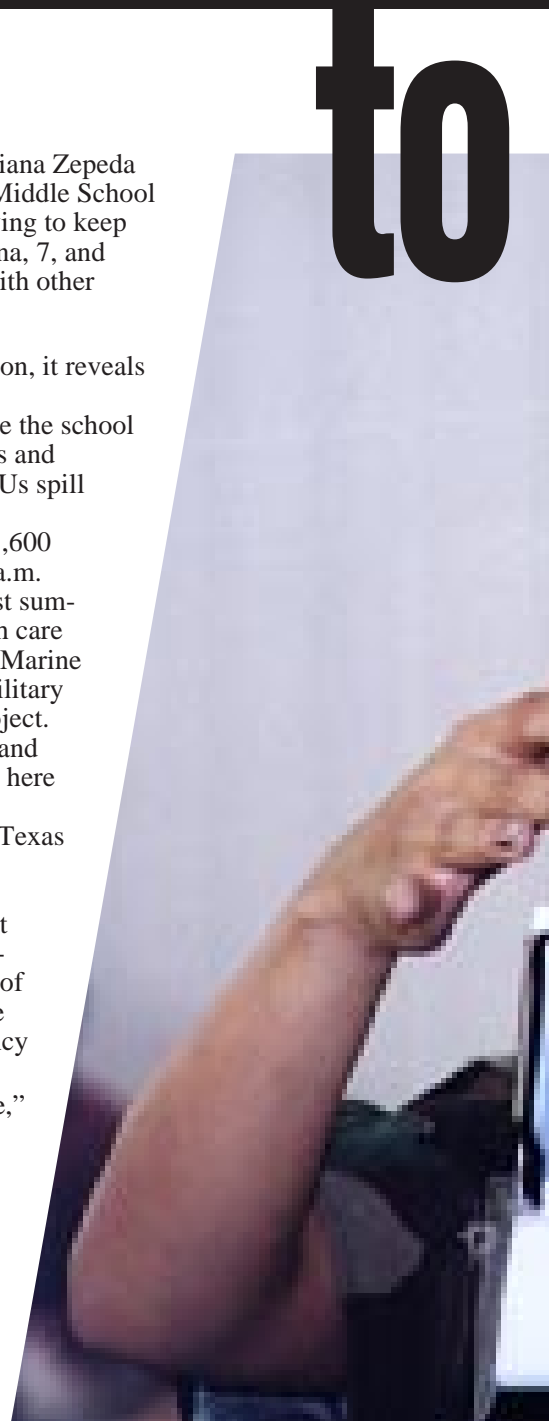 to
iana Zepeda
Middle School
ing to keep
na, 7, and
ith other
on, it reveals
e the school
s and
Us spill
,600
a.m.
st sum-
n care
Marine
ilitary
ject.
and
here
Texas
t
-
of
e
cy
e,”